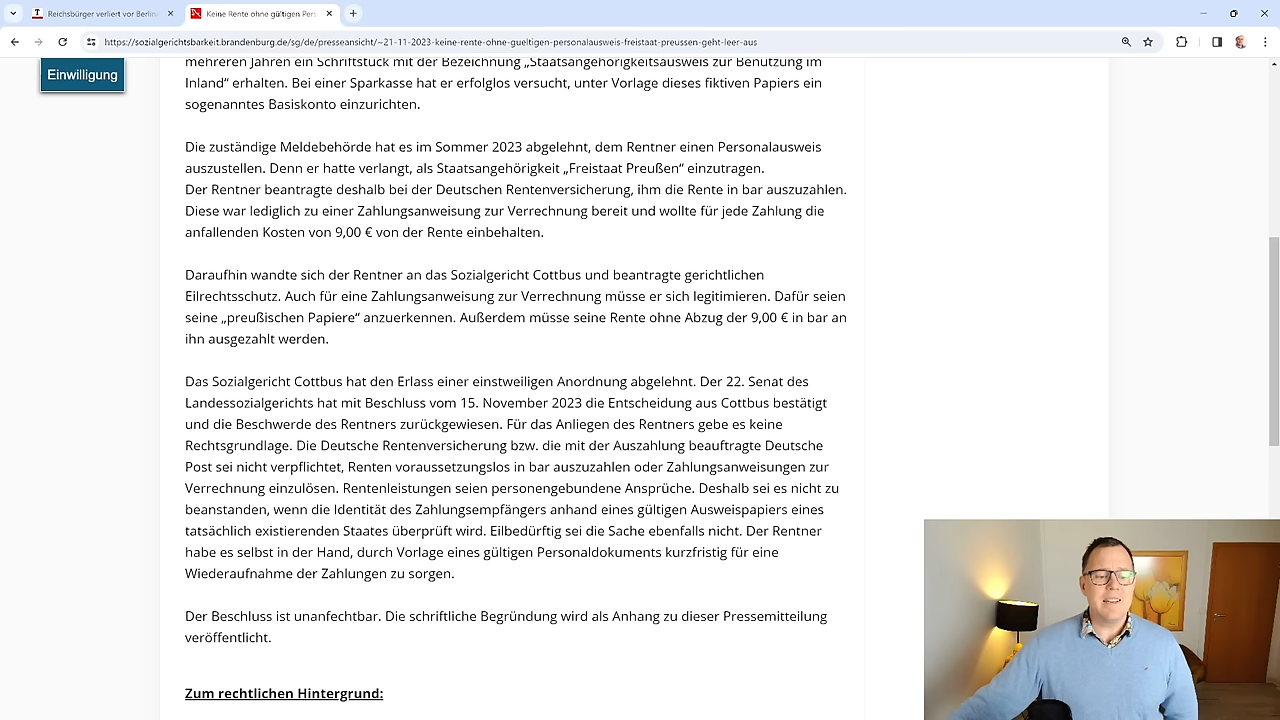 Reichsbürger verliert vor Berlin
Keine Rente ohne gültigen Pers
https://sozialgerichtsbarkeit.brandenburg.de/sg/de/presseansicht/~21-11-2023-keine-rente-ohne-gueltigen-personalausweis-freistaat-preussen-geht-leer-aus
Einwilligung
mehreren Jahren ein Schriftstück mit der Bezeichnung „Staatsangehörigkeitsausweis zur Benutzung im
Inland“ erhalten. Bei einer Sparkasse hat er erfolglos versucht, unter Vorlage dieses fiktiven Papiers ein
sogenanntes Basiskonto einzurichten.
Die zuständige Meldebehörde hat es im Sommer 2023 abgelehnt, dem Rentner einen Personalausweis
auszustellen. Denn er hatte verlangt, als Staatsangehörigkeit „Freistaat Preußen“ einzutragen.
Der Rentner beantragte deshalb bei der Deutschen Rentenversicherung, ihm die Rente in bar auszuzahlen.
Diese war lediglich zu einer Zahlungsanweisung zur Verrechnung bereit und wollte für jede Zahlung die
anfallenden Kosten von 9,00 € von der Rente einbehalten.
Daraufhin wandte sich der Rentner an das Sozialgericht Cottbus und beantragte gerichtlichen
Eilrechtsschutz. Auch für eine Zahlungsanweisung zur Verrechnung müsse er sich legitimieren. Dafür seien
seine „preußischen Papiere“ anzuerkennen. Außerdem müsse seine Rente ohne Abzug der 9,00 € in bar an
ihn ausgezahlt werden.
Das Sozialgericht Cottbus hat den Erlass einer einstweiligen Anordnung abgelehnt. Der 22. Senat des
Landessozialgerichts hat mit Beschluss vom 15. November 2023 die Entscheidung aus Cottbus bestätigt
und die Beschwerde des Rentners zurückgewiesen. Für das Anliegen des Rentners gebe es keine
Rechtsgrundlage. Die Deutsche Rentenversicherung bzw. die mit der Auszahlung beauftragte Deutsche
Post sei nicht verpflichtet, Renten voraussetzungslos in bar auszuzahlen oder Zahlungsanweisungen zur
Verrechnung einzulösen. Rentenleistungen seien personengebundene Ansprüche. Deshalb sei es nicht zu
beanstanden, wenn die Identität des Zahlungsempfängers anhand eines gültigen Ausweispapiers eines
tatsächlich existierenden Staates überprüft wird. Eilbedürftig sei die Sache ebenfalls nicht. Der Rentner
habe es selbst in der Hand, durch Vorlage eines gültigen Personaldokuments kurzfristig für eine
Wiederaufnahme der Zahlungen zu sorgen.
Der Beschluss ist unanfechtbar. Die schriftliche Begründung wird als Anhang zu dieser Pressemitteilung
veröffentlicht.
Zum rechtlichen Hintergrund: